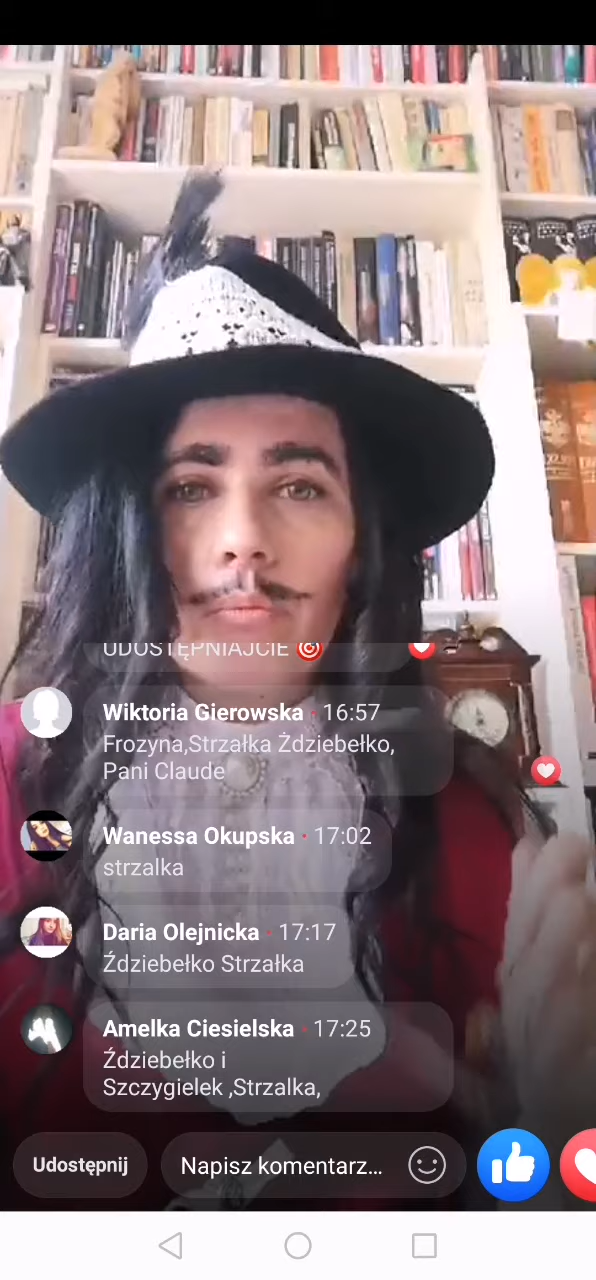 UDOSTĘPNIAJCIE 🎯
Wiktoria Gierowska · 16:57
Frozyna,Strzałka Żdziebełko,
Pani Claude
Wanessa Okupska · 17:02
strzalka
Daria Olejnicka · 17:17
Ździebełko Strzałka
Amelka Ciesielska · 17:25
Ździebełko i
Szczygielek ,Strzalka,
Udostępnij
Napisz komentarz...